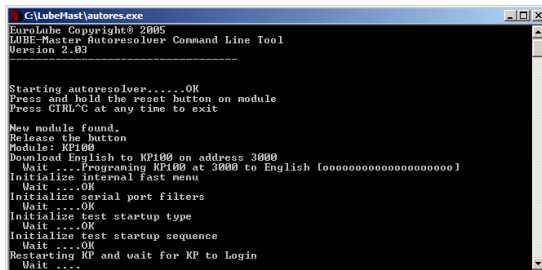 C:\LubeMast\autores.exe
EuroLube Copyright® 2005
LUBE-Master Autoresolver Command Line Tool
Version 2.03
----------------------------------
Starting autoresolver......OK
Press and hold the reset button on module
Press CTRL^C at any time to exit
New module found,
Release the button
Module: KP100
Download English to KP100 on address 3000
Wait ....Programing KP100 at 3000 to English [oooooooooooooooooooo]
Initialize internal fast menu
Wait ....OK
Initialize serial port filters
Wait ....OK
Initialize test startup type
Wait ....OK
Initialize test startup sequence
Wait ....OK
Restarting KP and wait for KP to Login
Wait ....